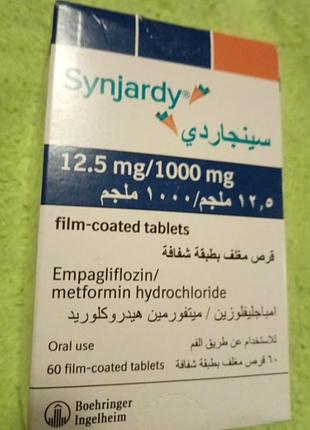 Synjardy®
سينجاردي
12.5 mg/1000 mg
١٢,٥ ملجم/١٠٠٠ ملجم
film-coated tablets
قرص مغلف بطبقة شفافة
Empagliflozin/
metformin hydrochloride
امباجليفلوزين / ميتفورمين هيدروكلوريد
Oral use
للاستخدام عن طريق الفم
60 film-coated tablets
٦٠ قرص مغلف بطبقة شفافة
Boehringer
Ingelheim